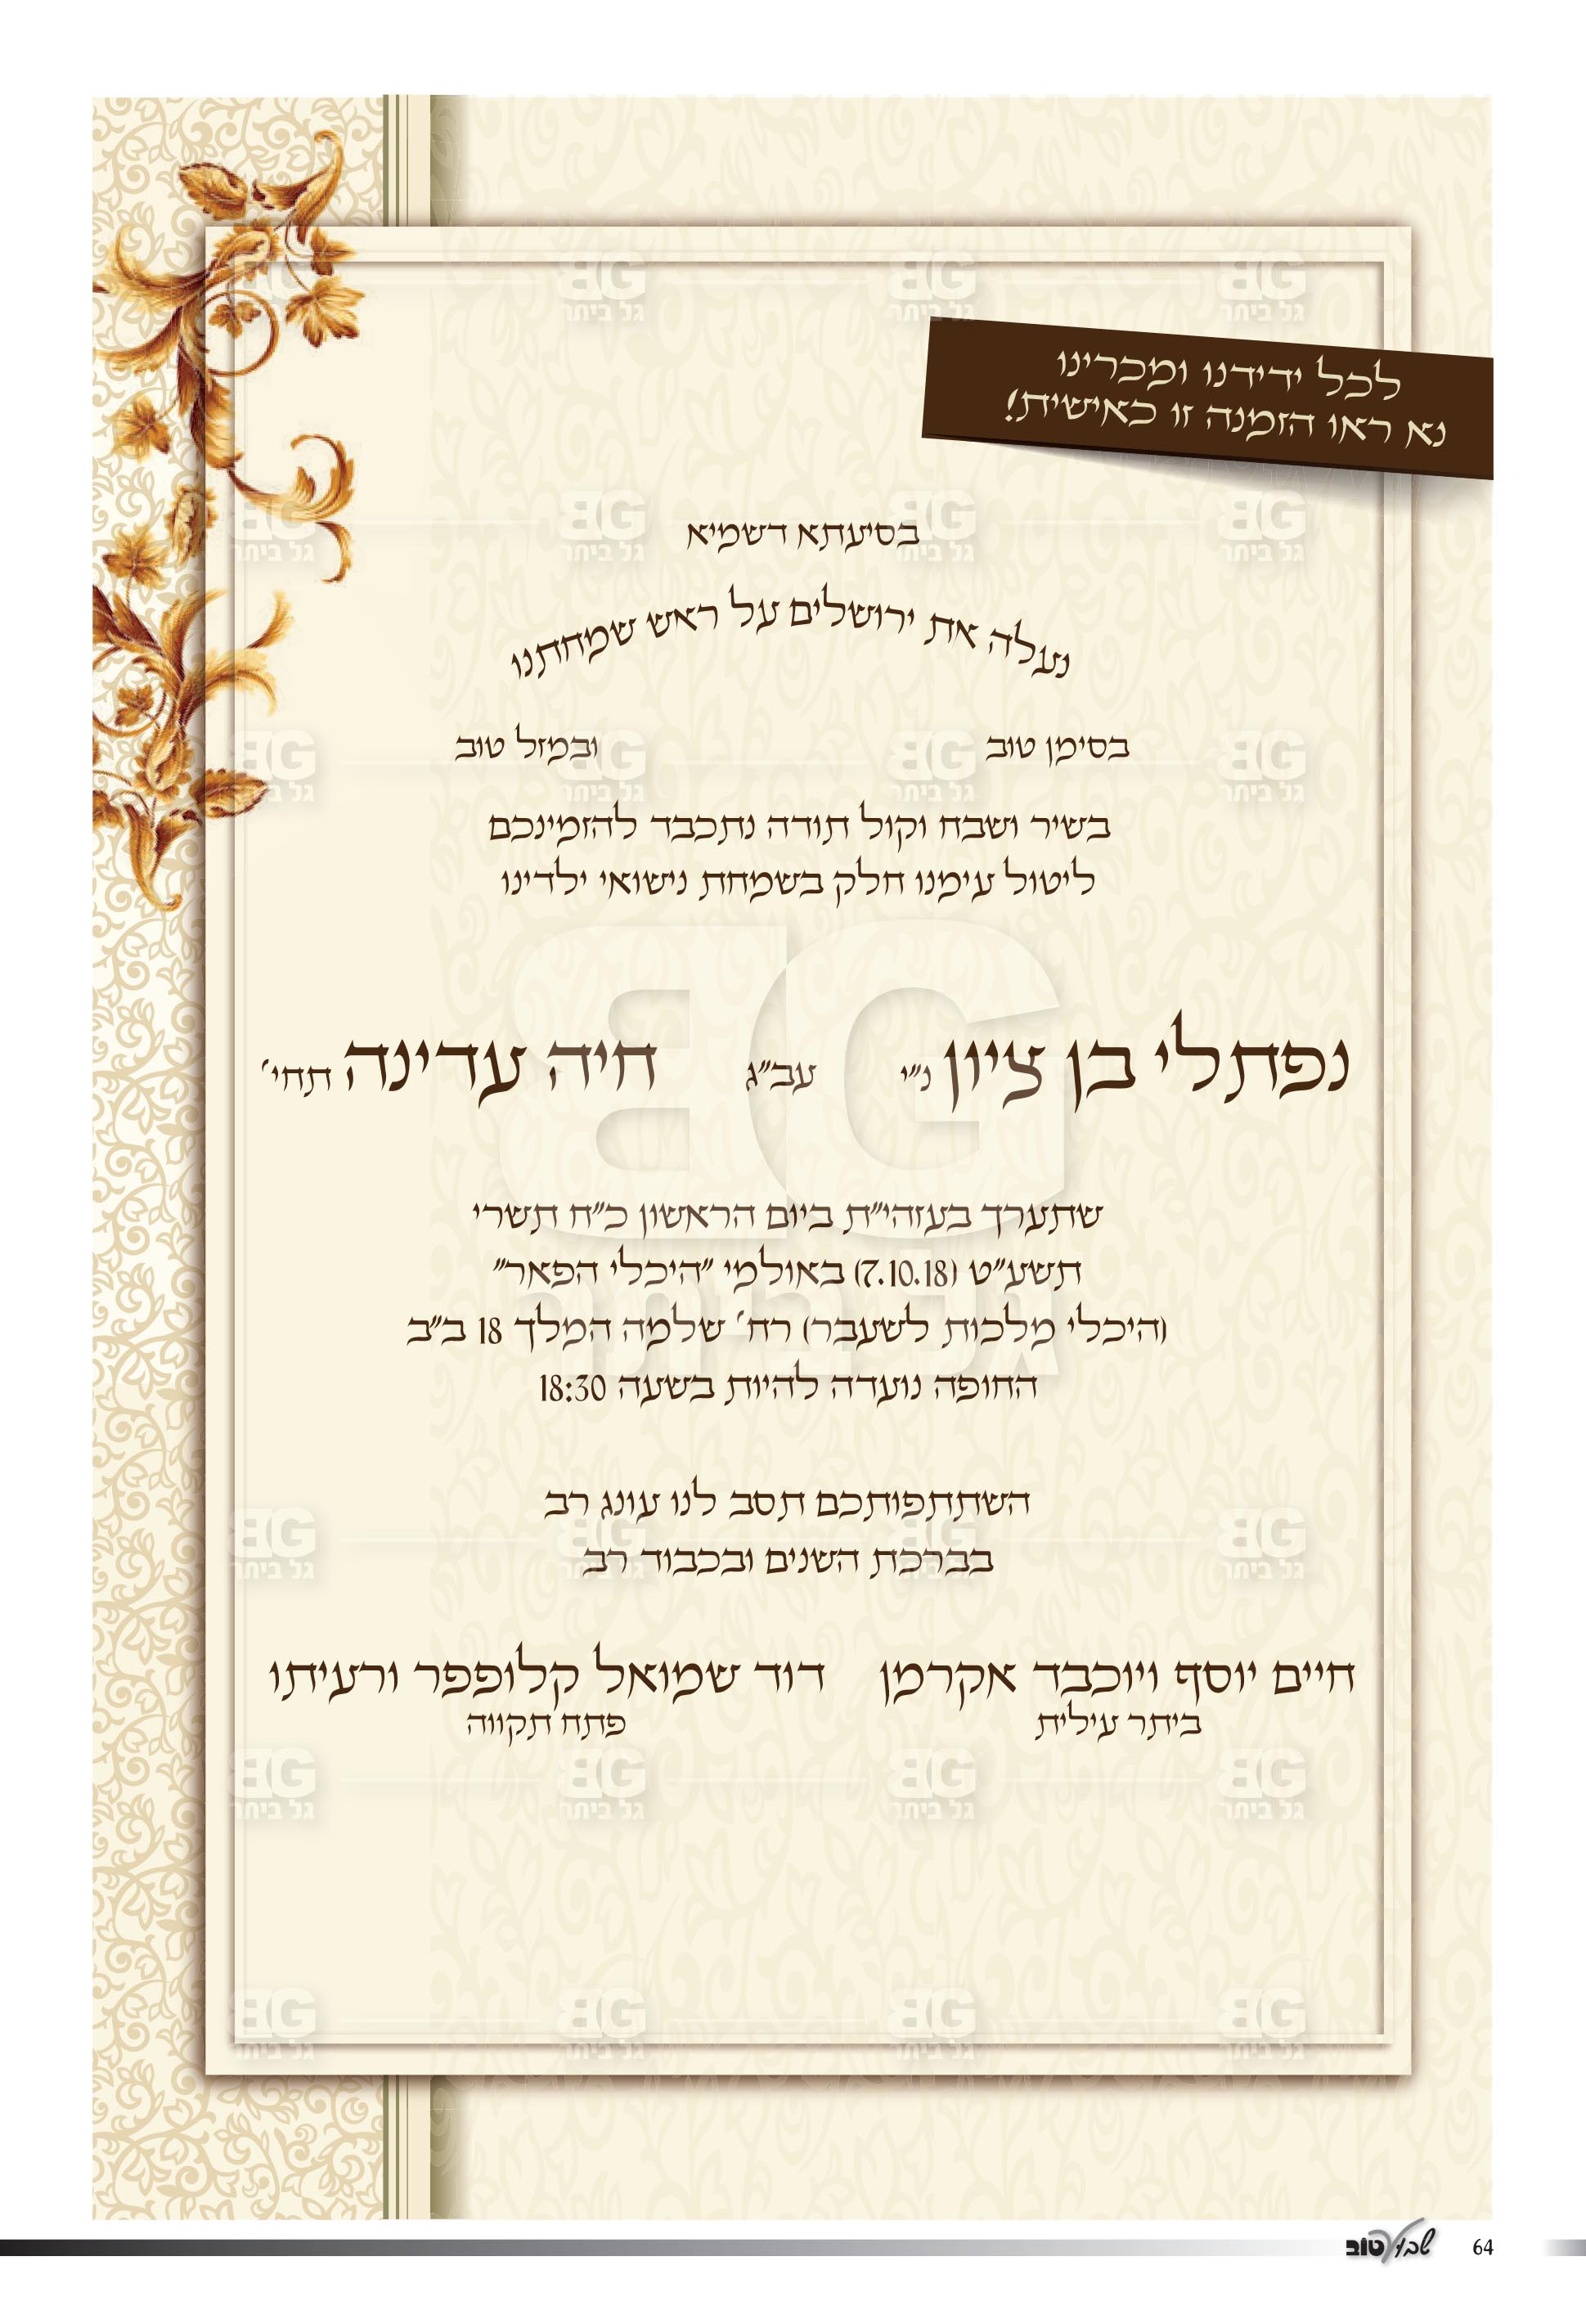 לכל ידידנו ומכרינו
נא ראו הזמנה זו כאישית!
בסיעתא דשמיא
נעלה את ירושלים על ראש שמחתנו
בסימן טוב ובמזל טוב
בשיר ושבח וקול תודה נתכבד להזמינכם
ליטול עימנו חלק בשמחת נישואי ילדינו
נפתלי בן ציון ני"ו עב"ג חיה עדינה תחי'
שתערך בעזהי"ת ביום הראשון כ"ח תשרי
תשע"ט (7.10.18) באולמי "היכלי הפאר"
(היכלי מלכות לשעבר) רח' שלמה המלך 18 ב"ב
החופה נועדה להיות בשעה 18:30
השתתפותכם תסב לנו עונג רב
בברכת השנים ובכבוד רב
חיים יוסף ויוכבד אקרמן דוד שמואל קלופפר ורעיתו
ביתר עילית פתח תקווה
BG
גל ביתר
שבוע טוב 64